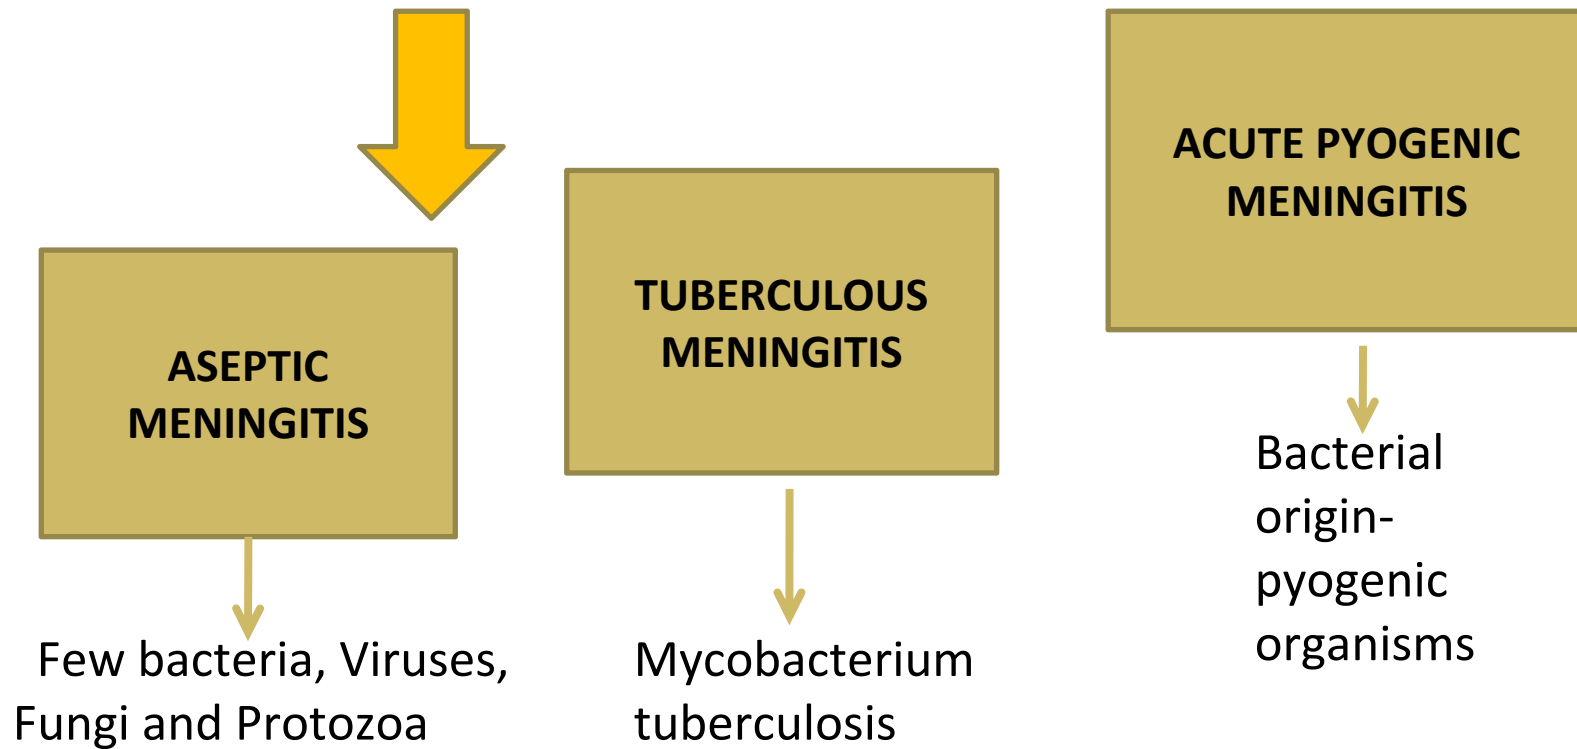 ASEPTIC
MENINGITIS
Few bacteria, Viruses,
Fungi and Protozoa
TUBERCULOUS
MENINGITIS
Mycobacterium
tuberculosis
ACUTE PYOGENIC
MENINGITIS
Bacterial
origin-
pyogenic
organisms